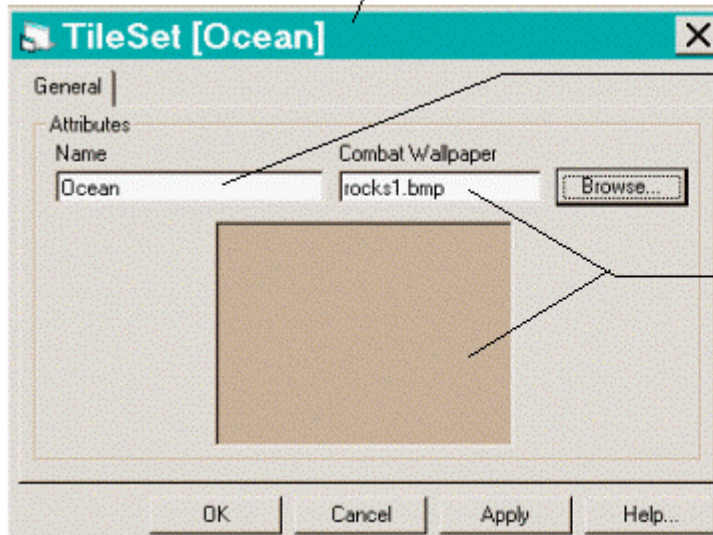 TileSet [Ocean]
General
Attributes
Name Combat Wallpaper
Ocean rocks1.bmp Browse...
OK Cancel Apply Help...